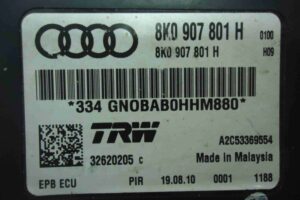 8K0 907 801 H 0100
8K0 907 801 H H09
*334 GNOBAB0HHM880*
TRW A2C53369554
32620205 C Made in Malaysia
EPB ECU PIR 19.08.10 0001 1188